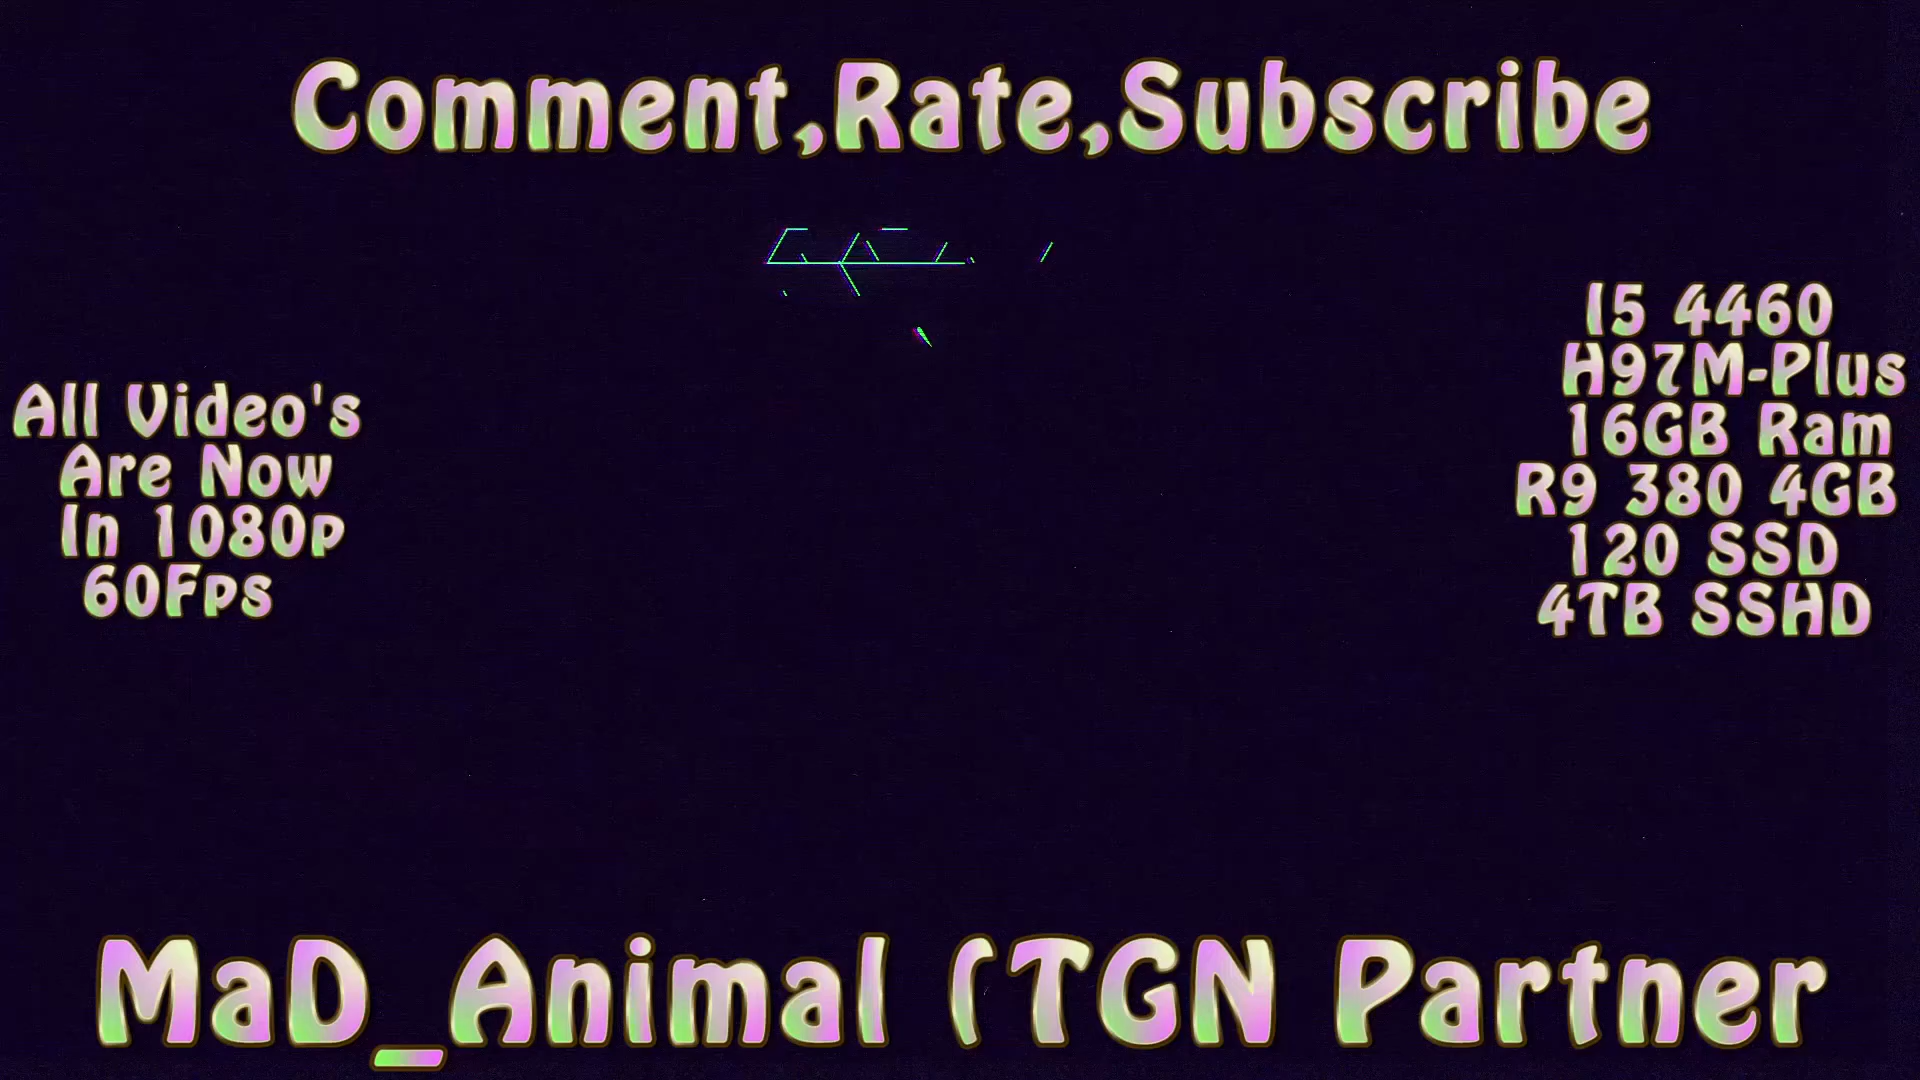 Comment,Rate,Subscribe
All Video's
Are Now
In 1080p
60Fps
I5 4460
H97M-Plus
16GB Ram
R9 380 4GB
120 SSD
4TB SSHD
MaD_Animal (TGN Partner